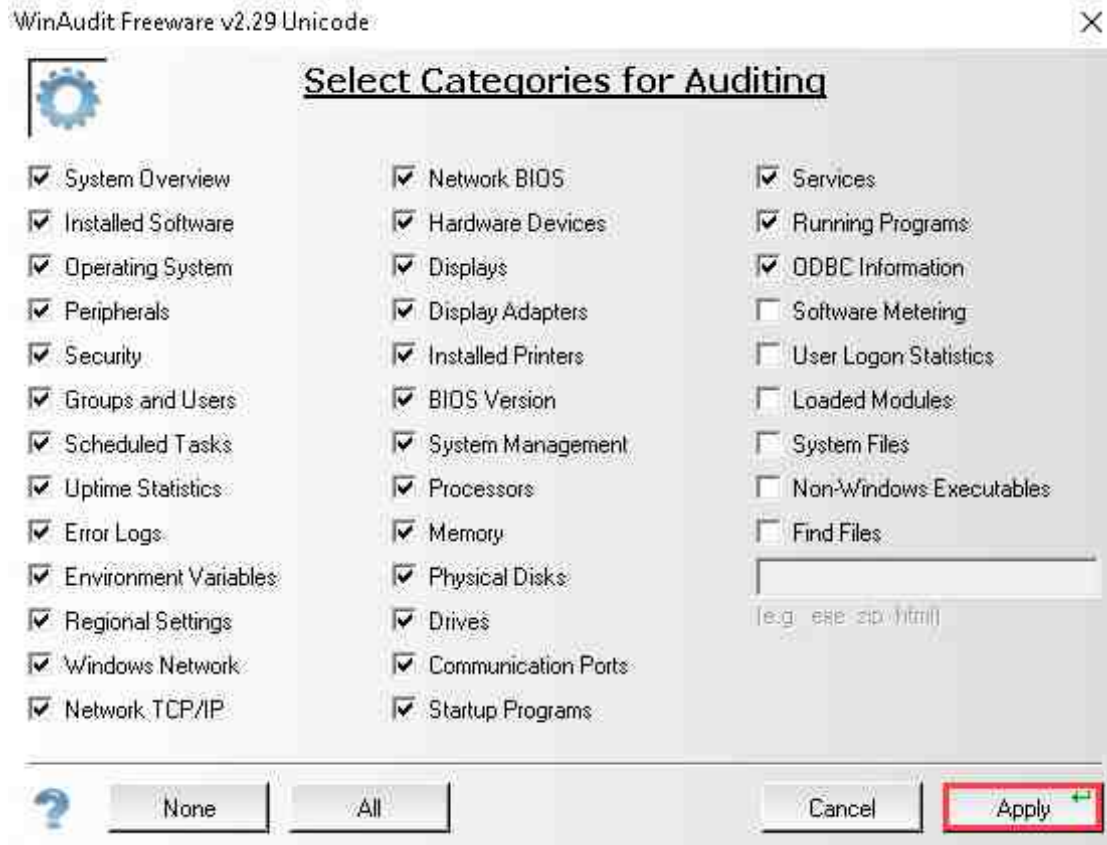 WinAudit Freeware v2.29 Unicode
Select Categories for Auditing
System Overview
Installed Software
Operating System
Peripherals
Security
Groups and Users
Scheduled Tasks
Uptime Statistics
Error Logs
Environment Variables
Regional Settings
Windows Network
Network TCP/IP
Network BIOS
Hardware Devices
Displays
Display Adapters
Installed Printers
BIOS Version
System Management
Processors
Memory
Physical Disks
Drives
Communication Ports
Startup Programs
Services
Running Programs
ODBC Information
Software Metering
User Logon Statistics
Loaded Modules
System Files
Non-Windows Executables
Find Files
(e.g. exe zip html)
None
All
Cancel
Apply